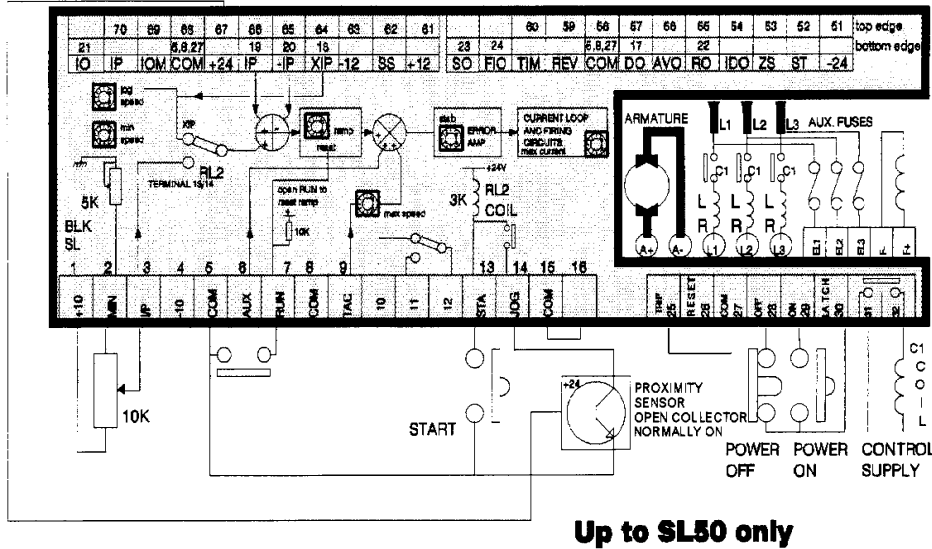 70 69 68 67 66 65 64 63 62 61 60 59 58 57 56 55 54 53 52 51 top edge
21 6,8,27 19 20 18 23 24 6,8,27 17 22 bottom edge
IO IP IOM COM +24 IP -IP XIP -12 SS +12 SO FIO TIM REV COM DO AVO RO IDO ZS ST -24
jog speed
min speed
XIP
RL2
TERMINAL 13/14
5K
BLK
SL
+ -
ramp
reset
open RUN to
reset ramp
10K
+ +
max speed
stab
ERROR
AMP
CURRENT LOOP
AND FIRING
CIRCUITS
max current
+24V
3K
RL2
COIL
ARMATURE
L1 L2 L3 AUX. FUSES
C1 C1 C1
L L L
R R R
A+ A- L1 L2 L3 EL1 EL2 EL3 F- F+
1 2 3 4 5 6 7 8 9 13 14 15 16
+10 MIN I/P -10 COM AUX RUN COM TAC 10 11 12 STA JOG COM
TRIP 25 RESET 26 COM 27 OFF 28 ON 29 LATCH 30 31 32
10K
START
+24
PROXIMITY
SENSOR
OPEN COLLECTOR
NORMALLY ON
POWER
OFF
POWER
ON
CONTROL
SUPPLY
C1
C
O
I
L
Up to SL50 only